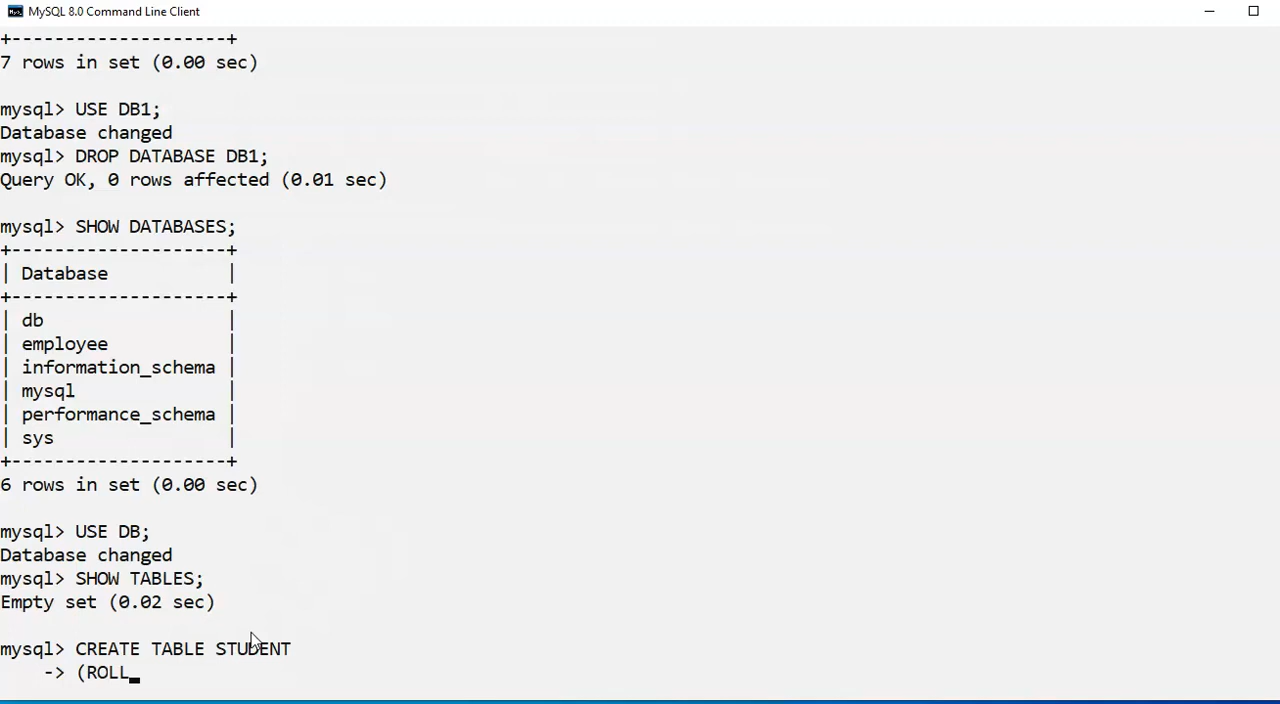 MySQL 8.0 Command Line Client
+--------------------+
7 rows in set (0.00 sec)
mysql> USE DB1;
Database changed
mysql> DROP DATABASE DB1;
Query OK, 0 rows affected (0.01 sec)
mysql> SHOW DATABASES;
+--------------------+
| Database           |
+--------------------+
| db                 |
| employee           |
| information_schema |
| mysql              |
| performance_schema |
| sys                |
+--------------------+
6 rows in set (0.00 sec)
mysql> USE DB;
Database changed
mysql> SHOW TABLES;
Empty set (0.02 sec)
mysql> CREATE TABLE STUDENT
    -> (ROLL